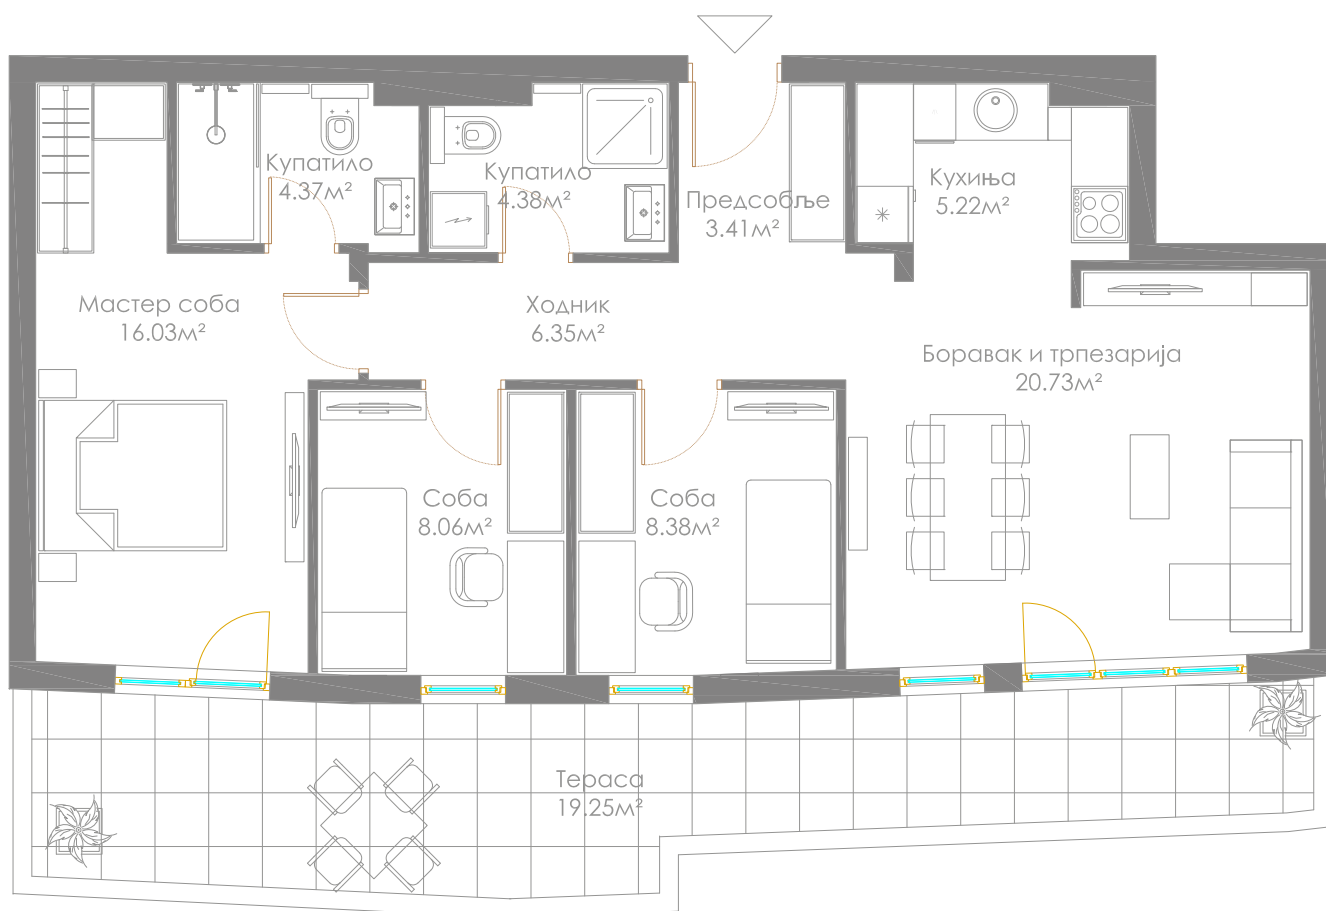 Купатило
4.37м²
Купатило
4.38м²
Предсобље
3.41м²
Кухиња
5.22м²
Мастер соба
16.03м²
Ходник
6.35м²
Боравак и трпезарија
20.73м²
Соба
8.06м²
Соба
8.38м²
Тераса
19.25м²